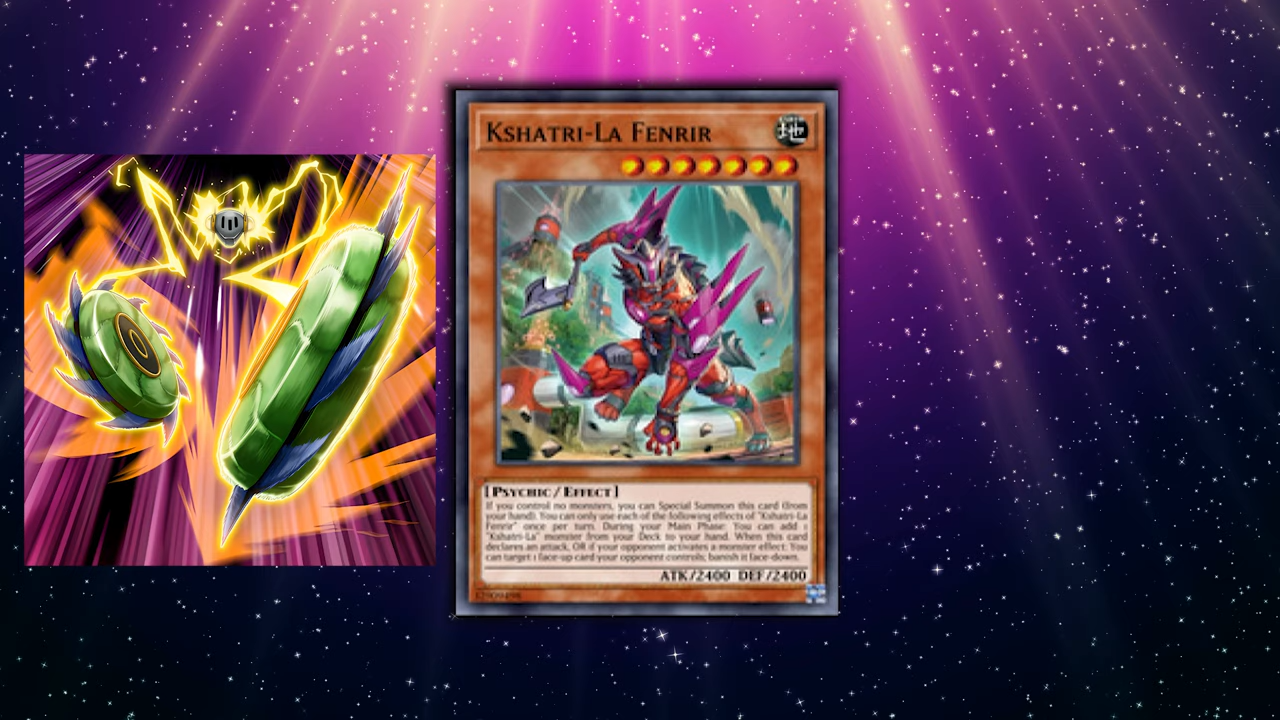 Kshatri-La Fenrir
[Psychic/Effect]
If you control no monsters, you can Special Summon this card (from
your hand). You can only use each of the following effects of "Kshatri-La
Fenrir" once per turn. During your Main Phase: You can add 1
"Kshatri-La" monster from your Deck to your hand. When this card
declares an attack, OR if your opponent activates a monster effect: You
can target 1 face-up card your opponent controls; banish it face-down.
ATK/2400 DEF/2400